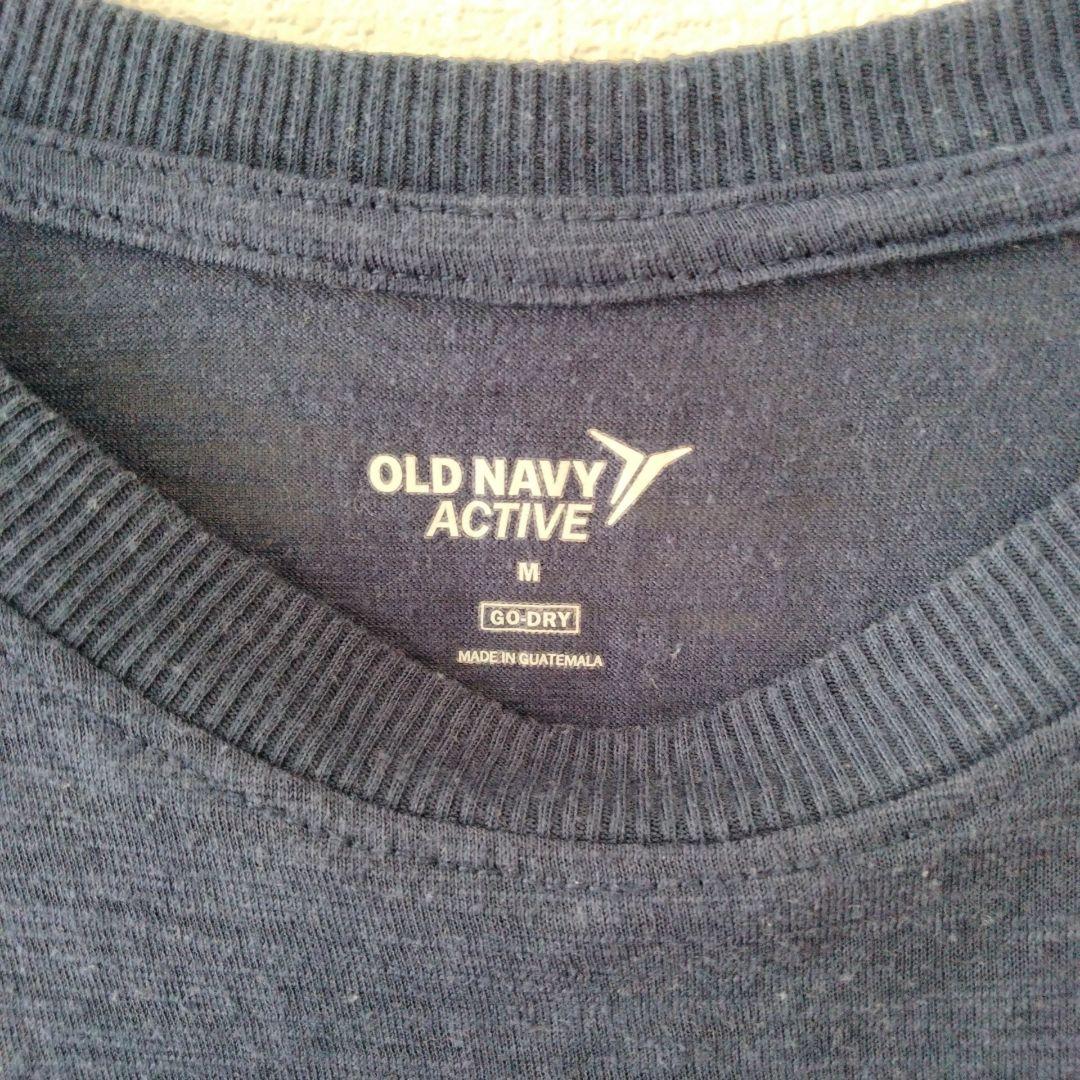 OLD NAVY
ACTIVE
M
GO-DRY
MADE IN GUATEMALA